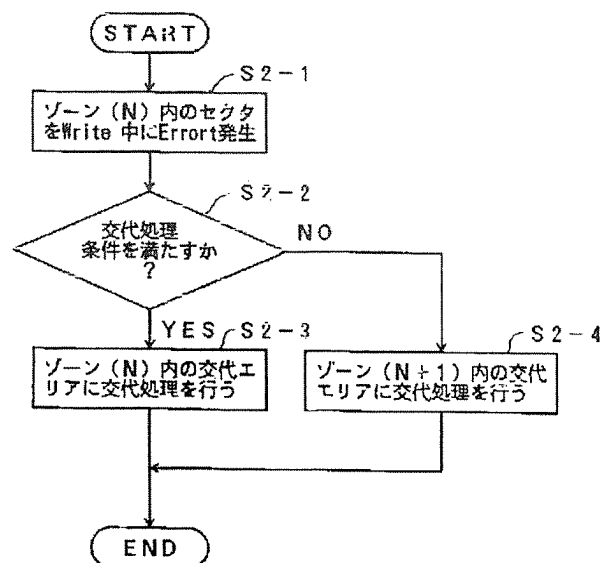 START
S2-1
ゾーン(N)内のセクタ
をWrite 中にErrort発生
S2-2
交代処理
条件を満たすか
?
NO
YES
S2-3
S2-4
ゾーン(N)内の交代エ
リアに交代処理を行う
ゾーン(N+1)内の交代
エリアに交代処理を行う
END